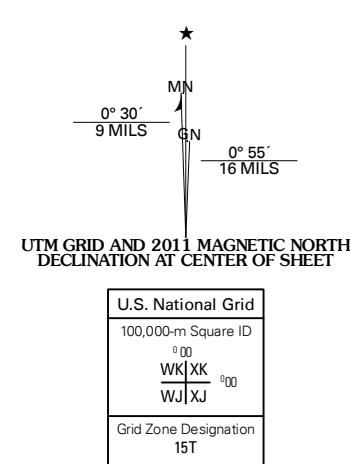 ★
MN
0° 30´
9 MILS
GN
0° 55´
16 MILS
UTM GRID AND 2011 MAGNETIC NORTH
DECLINATION AT CENTER OF SHEET
U.S. National Grid
100,000-m Square ID
⁰00
WK XK
⁰00
WJ XJ
Grid Zone Designation
15T